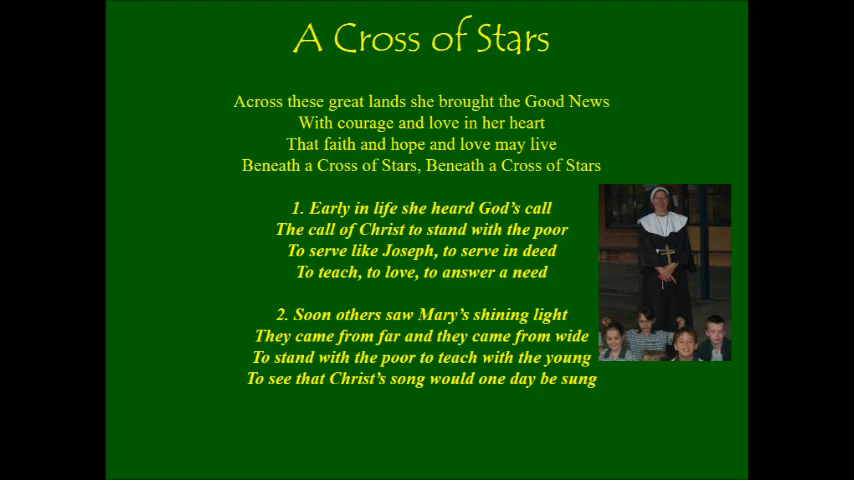 A Cross of Stars
Across these great lands she brought the Good News
With courage and love in her heart
That faith and hope and love may live
Beneath a Cross of Stars, Beneath a Cross of Stars
1. Early in life she heard God’s call
The call of Christ to stand with the poor
To serve like Joseph, to serve in deed
To teach, to love, to answer a need
2. Soon others saw Mary’s shining light
They came from far and they came from wide
To stand with the poor to teach with the young
To see that Christ’s song would one day be sung